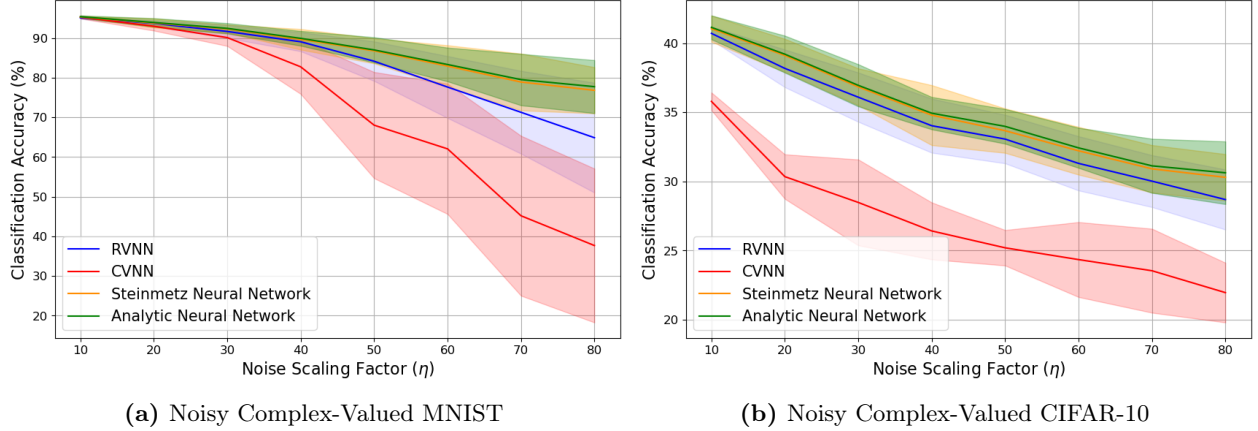 Classification Accuracy (%)
90
80
70
60
50
40
30
20
RVNN
CVNN
Steinmetz Neural Network
Analytic Neural Network
10 20 30 40 50 60 70 80
Noise Scaling Factor (η)
(a) Noisy Complex-Valued MNIST
Classification Accuracy (%)
40
35
30
25
20
RVNN
CVNN
Steinmetz Neural Network
Analytic Neural Network
10 20 30 40 50 60 70 80
Noise Scaling Factor (η)
(b) Noisy Complex-Valued CIFAR-10